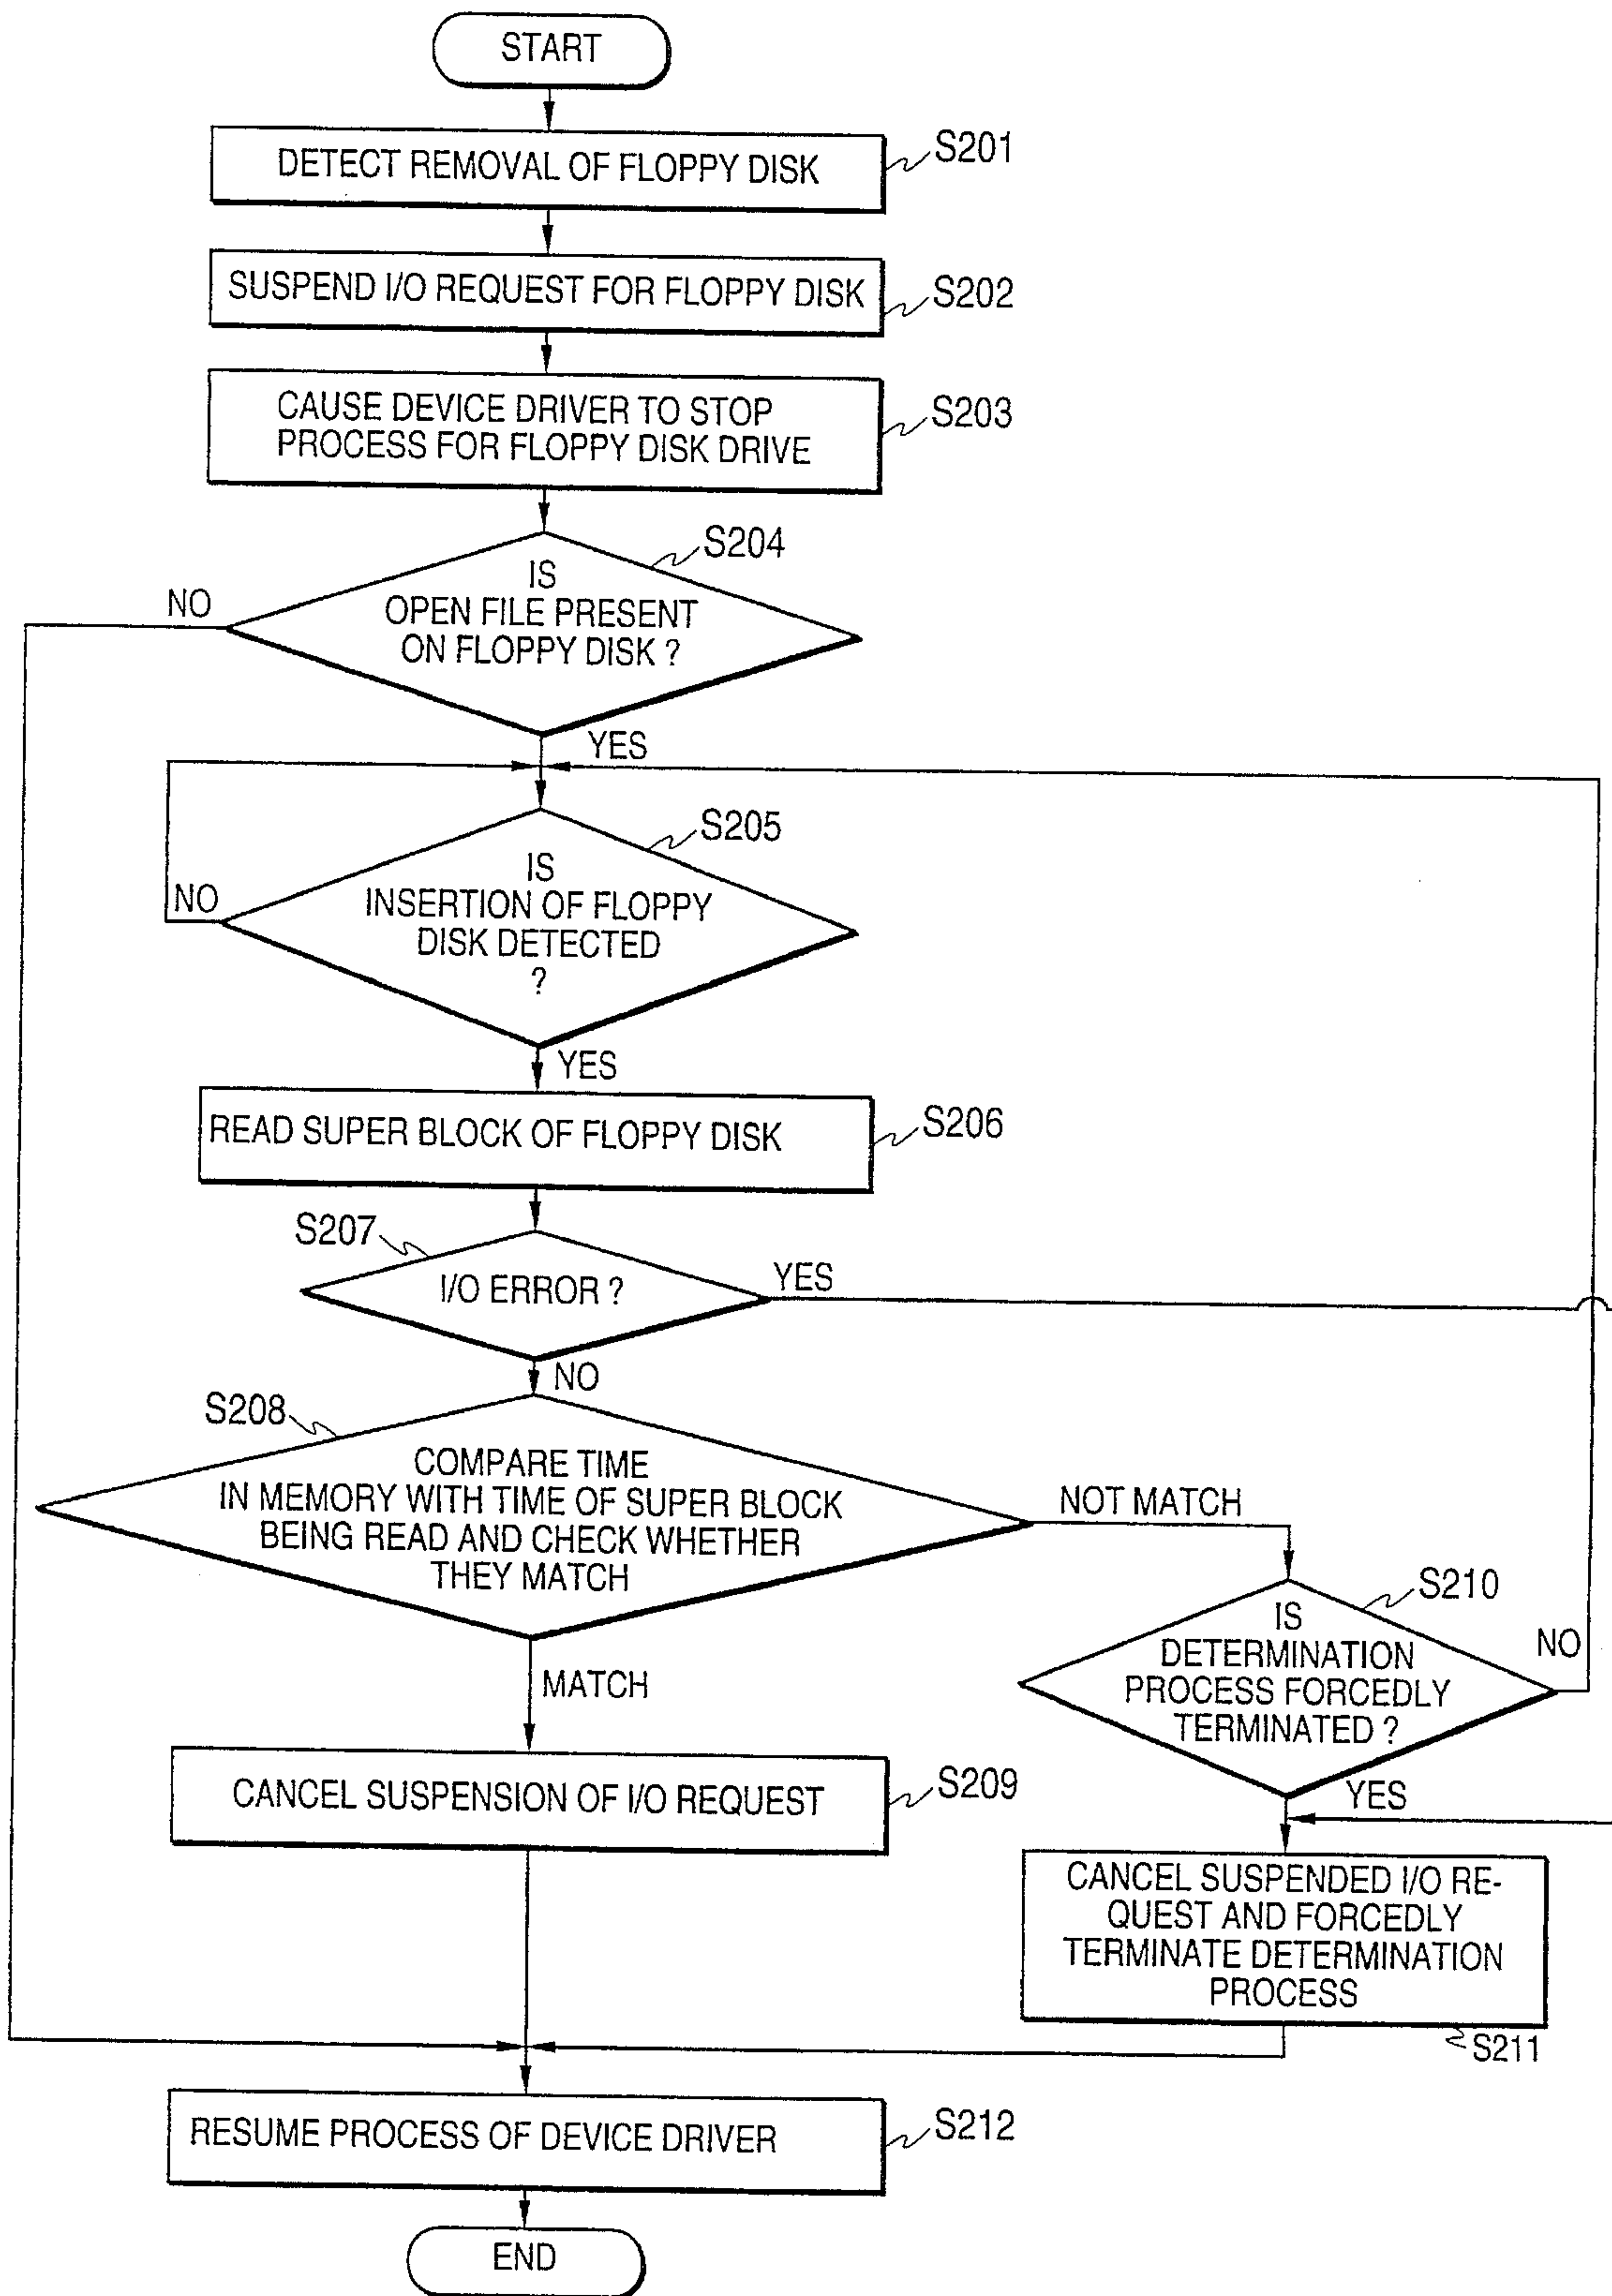 START
DETECT REMOVAL OF FLOPPY DISK
S201
SUSPEND I/O REQUEST FOR FLOPPY DISK
S202
CAUSE DEVICE DRIVER TO STOP
PROCESS FOR FLOPPY DISK DRIVE
S203
S204
IS
OPEN FILE PRESENT
ON FLOPPY DISK ?
NO
YES
S205
IS
INSERTION OF FLOPPY
DISK DETECTED
?
NO
YES
READ SUPER BLOCK OF FLOPPY DISK
S206
S207
I/O ERROR ?
YES
NO
S208
COMPARE TIME
IN MEMORY WITH TIME OF SUPER BLOCK
BEING READ AND CHECK WHETHER
THEY MATCH
NOT MATCH
MATCH
S210
IS
DETERMINATION
PROCESS FORCEDLY
TERMINATED ?
NO
YES
CANCEL SUSPENSION OF I/O REQUEST
S209
CANCEL SUSPENDED I/O RE-
QUEST AND FORCEDLY
TERMINATE DETERMINATION
PROCESS
S211
RESUME PROCESS OF DEVICE DRIVER
S212
END